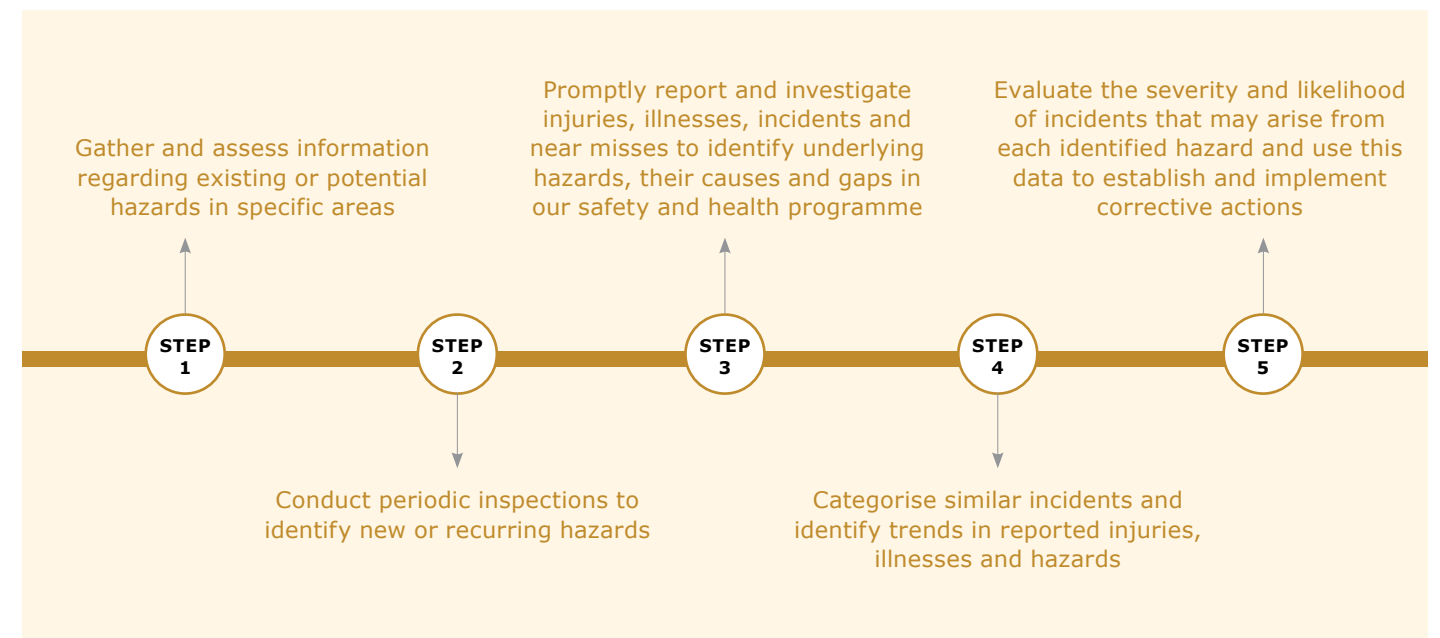 Gather and assess information
regarding existing or potential
hazards in specific areas
Promptly report and investigate
injuries, illnesses, incidents and
near misses to identify underlying
hazards, their causes and gaps in
our safety and health programme
Evaluate the severity and likelihood
of incidents that may arise from
each identified hazard and use this
data to establish and implement
corrective actions
STEP
1
STEP
2
STEP
3
STEP
4
STEP
5
Conduct periodic inspections to
identify new or recurring hazards
Categorise similar incidents and
identify trends in reported injuries,
illnesses and hazards